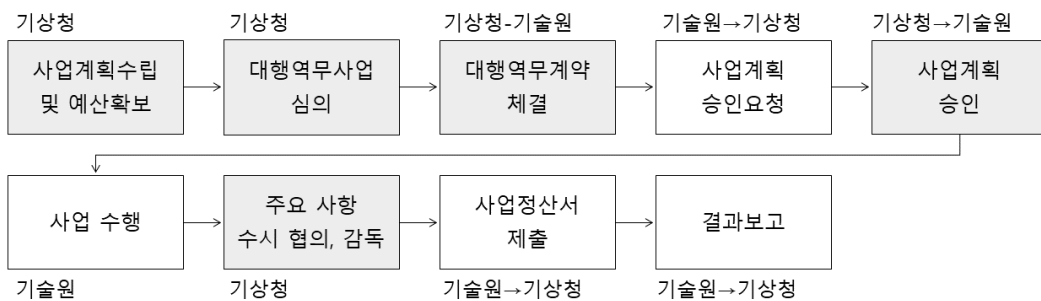 기상청
기상청
기상청-기술원
기술원→기상청
기상청→기술원
사업계획수립
및 예산확보
대행역무사업
심의
대행역무계약
체결
사업계획
승인요청
사업계획
승인
사업 수행
주요 사항
수시 협의, 감독
사업정산서
제출
결과보고
기술원
기상청
기술원→기상청
기술원→기상청